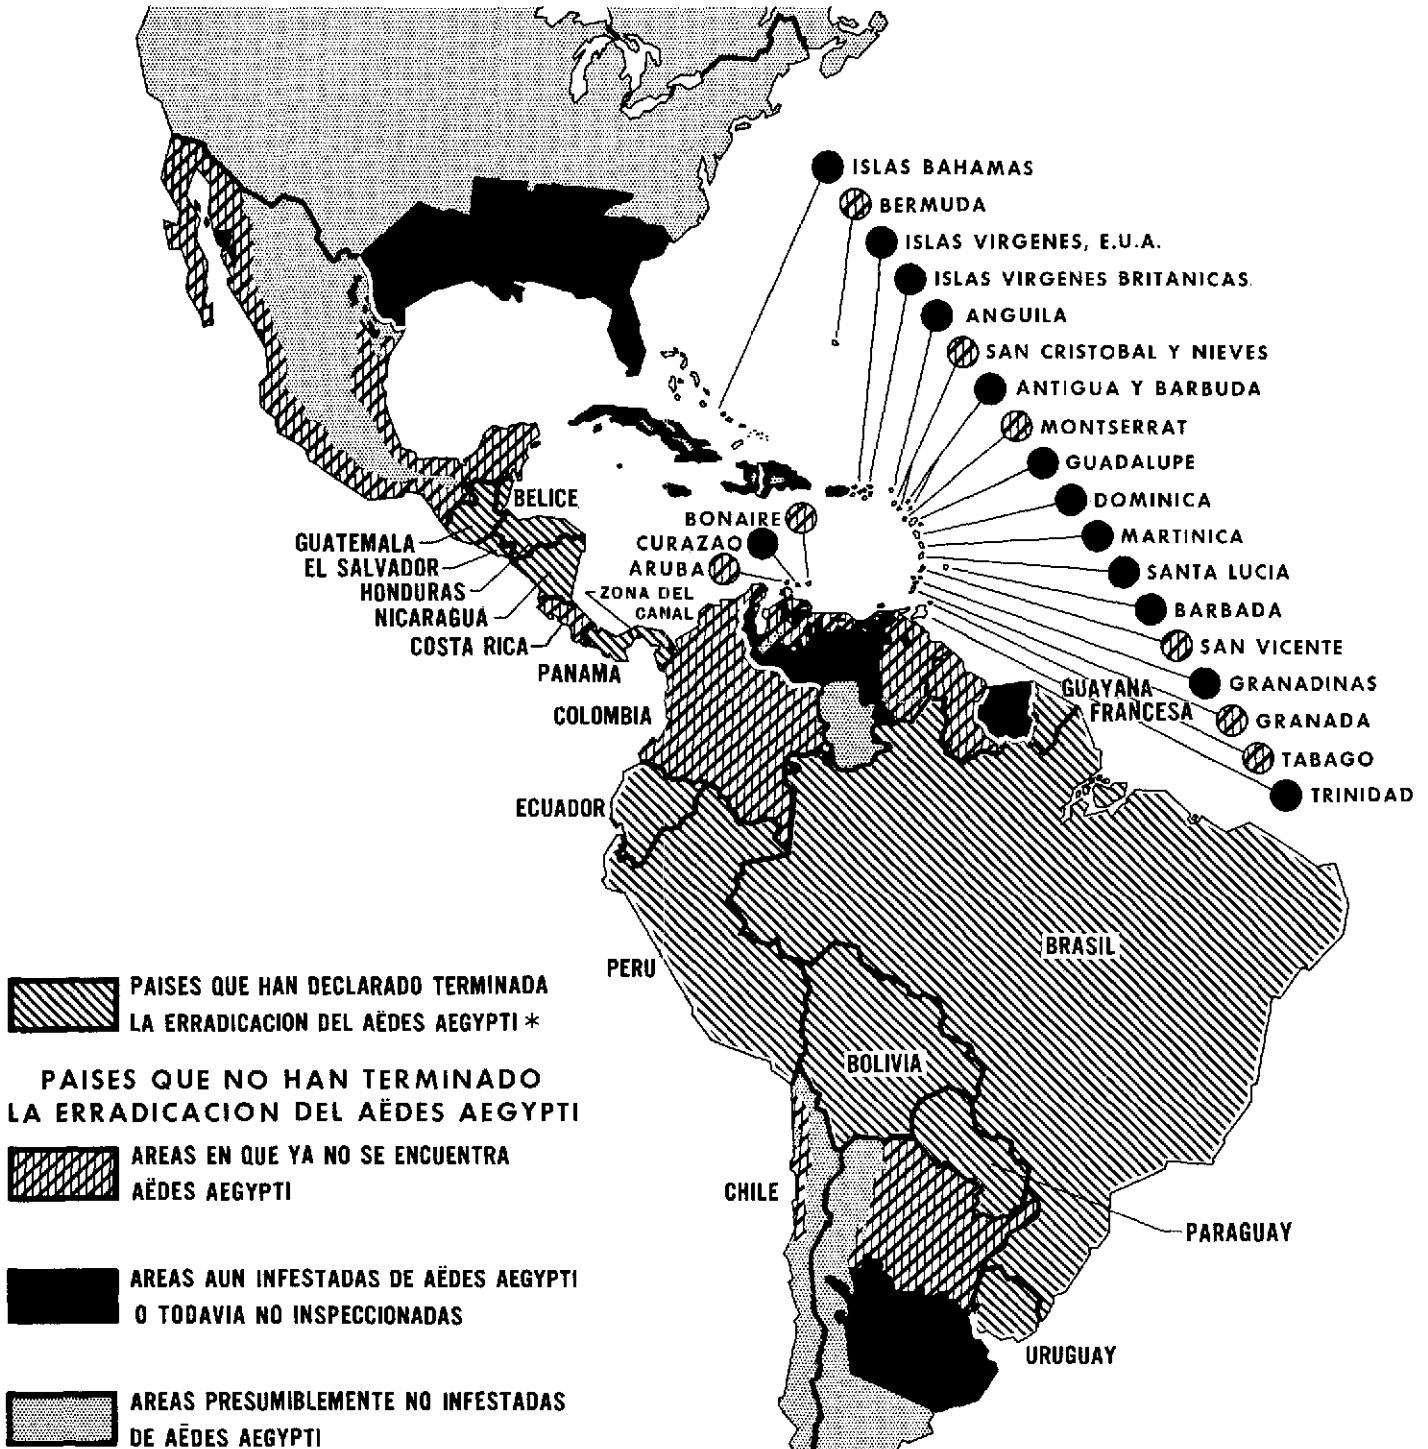 ISLAS BAHAMAS
BERMUDA
ISLAS VIRGENES, E.U.A.
ISLAS VIRGENES BRITANICAS
ANGUILA
SAN CRISTOBAL Y NIEVES
ANTIGUA Y BARBUDA
MONTSERRAT
GUADALUPE
DOMINICA
MARTINICA
SANTA LUCIA
BARBADA
SAN VICENTE
GRANADINAS
GRANADA
TABAGO
TRINIDAD
BELICE
BONAIRE
CURAZAO
ARUBA
GUATEMALA
EL SALVADOR
HONDURAS
NICARAGUA
COSTA RICA
ZONA DEL
CANAL
PANAMA
COLOMBIA
GUAYANA
FRANCESA
ECUADOR
PERU
BRASIL
BOLIVIA
CHILE
PARAGUAY
URUGUAY
PAISES QUE HAN DECLARADO TERMINADA
LA ERRADICACION DEL AËDES AEGYPTI *
PAISES QUE NO HAN TERMINADO
LA ERRADICACION DEL AËDES AEGYPTI
AREAS EN QUE YA NO SE ENCUENTRA
AËDES AEGYPTI
AREAS AUN INFESTADAS DE AËDES AEGYPTI
O TODAVIA NO INSPECCIONADAS
AREAS PRESUMIBLEMENTE NO INFESTADAS
DE AËDES AEGYPTI